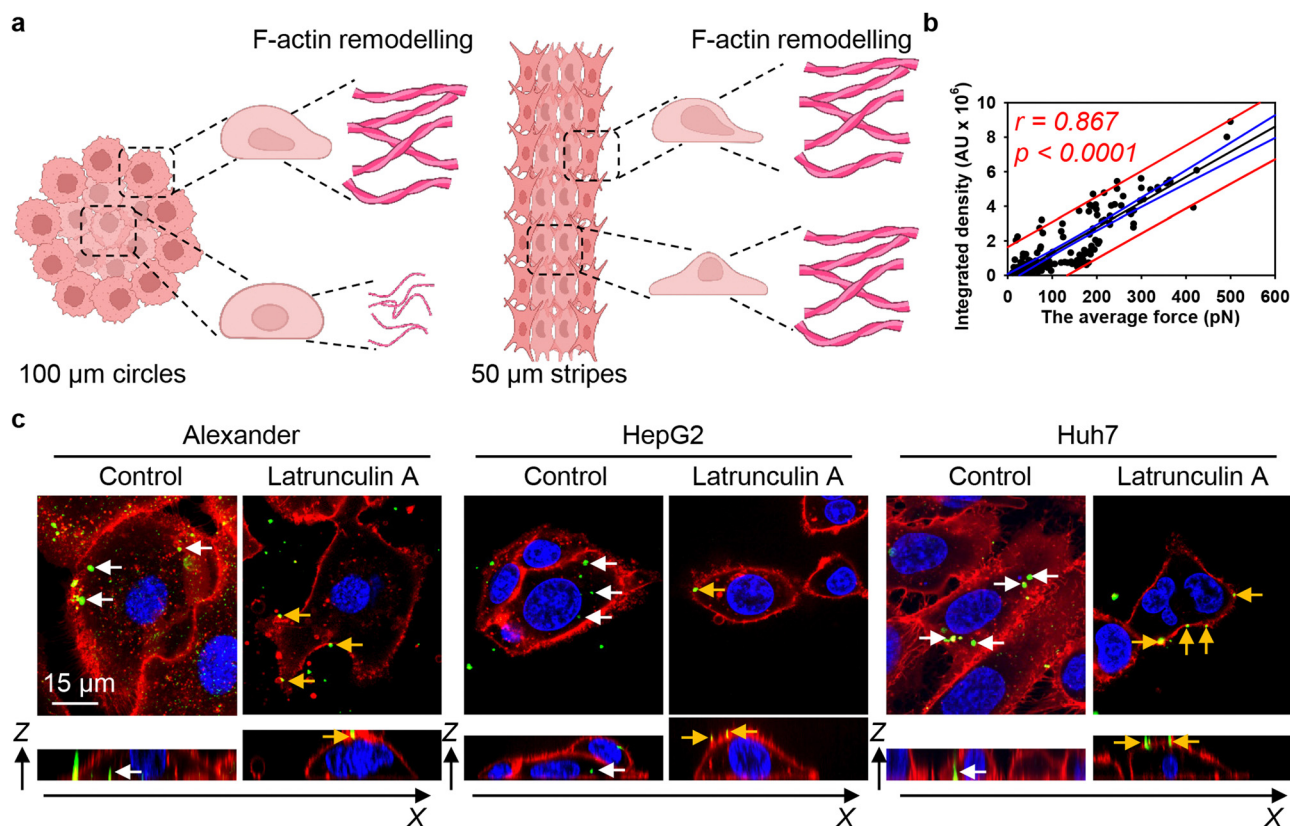 a
F-actin remodelling
F-actin remodelling
100 µm circles
50 µm stripes
b
Integrated density (AU x 10⁶)
10
8
6
4
2
0
r = 0.867
p < 0.0001
0 100 200 300 400 500 600
The average force (pN)
c
Alexander HepG2 Huh7
Control Latrunculin A Control Latrunculin A Control Latrunculin A
15 µm
Z Z Z
X X X